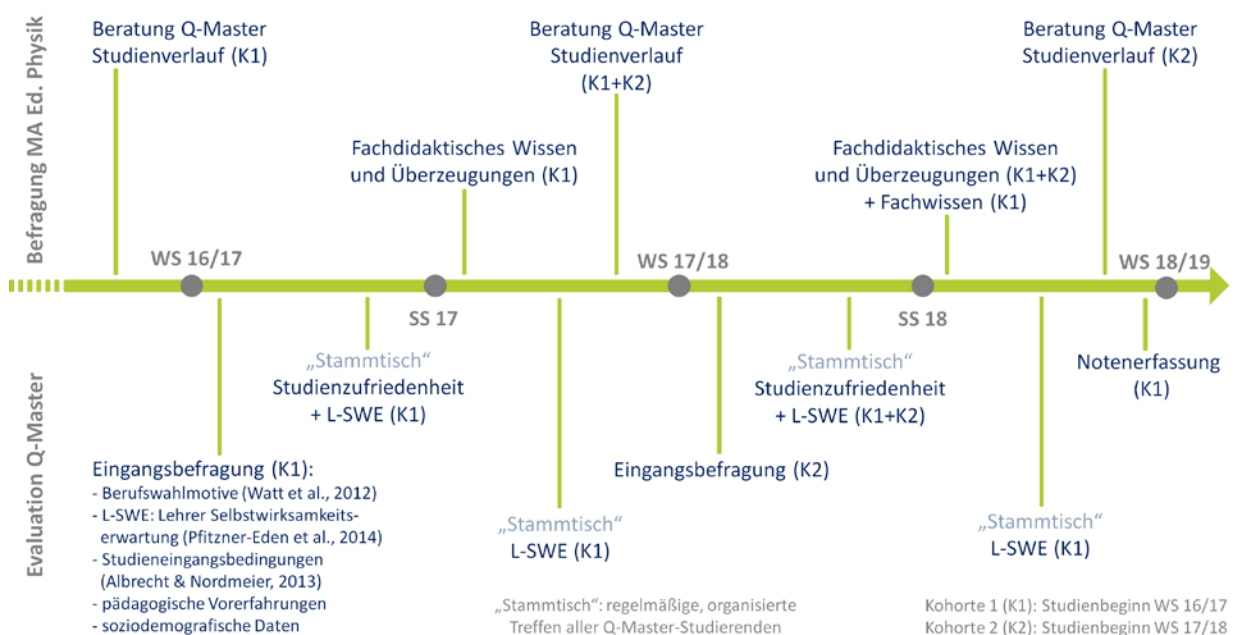 Befragung MA Ed. Physik
Beratung Q-Master
Studienverlauf (K1)
Beratung Q-Master
Studienverlauf
(K1+K2)
Beratung Q-Master
Studienverlauf (K2)
Fachdidaktisches Wissen
und Überzeugungen (K1)
Fachdidaktisches Wissen
und Überzeugungen (K1+K2)
+ Fachwissen (K1)
WS 16/17
WS 17/18
WS 18/19
SS 17
SS 18
Evaluation Q-Master
„Stammtisch“
Studienzufriedenheit
+ L-SWE (K1)
„Stammtisch“
Studienzufriedenheit
+ L-SWE (K1+K2)
Notenerfassung
(K1)
Eingangsbefragung (K1):
- Berufswahlmotive (Watt et al., 2012)
- L-SWE: Lehrer Selbstwirksamkeits-
erwartung (Pfitzner-Eden et al., 2014)
- Studieneingangsbedingungen
(Albrecht & Nordmeier, 2013)
- pädagogische Vorerfahrungen
- soziodemografische Daten
Eingangsbefragung (K2)
„Stammtisch“
L-SWE (K1)
„Stammtisch“
L-SWE (K1)
„Stammtisch“: regelmäßige, organisierte
Treffen aller Q-Master-Studierenden
Kohorte 1 (K1): Studienbeginn WS 16/17
Kohorte 2 (K2): Studienbeginn WS 17/18